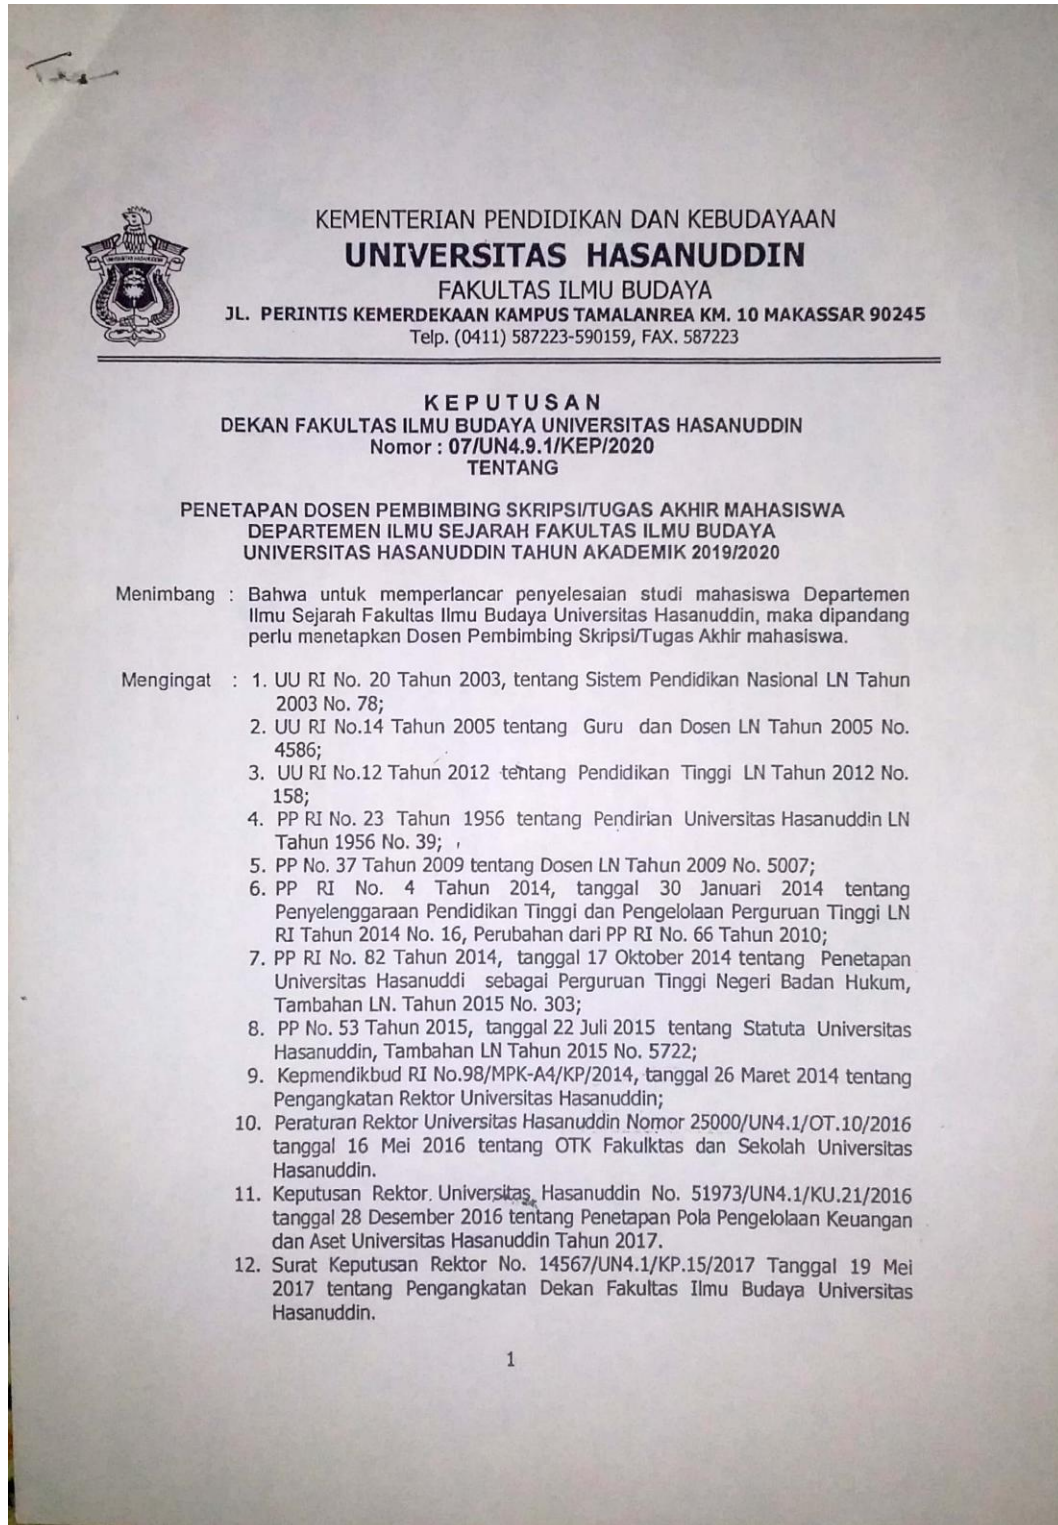 KEMENTERIAN PENDIDIKAN DAN KEBUDAYAAN
UNIVERSITAS HASANUDDIN
FAKULTAS ILMU BUDAYA
JL. PERINTIS KEMERDEKAAN KAMPUS TAMALANREA KM. 10 MAKASSAR 90245
Telp. (0411) 587223-590159, FAX. 587223
KEPUTUSAN
DEKAN FAKULTAS ILMU BUDAYA UNIVERSITAS HASANUDDIN
Nomor : 07/UN4.9.1/KEP/2020
TENTANG
PENETAPAN DOSEN PEMBIMBING SKRIPSI/TUGAS AKHIR MAHASISWA
DEPARTEMEN ILMU SEJARAH FAKULTAS ILMU BUDAYA
UNIVERSITAS HASANUDDIN TAHUN AKADEMIK 2019/2020
Menimbang : Bahwa untuk memperlancar penyelesaian studi mahasiswa Departemen
Ilmu Sejarah Fakultas Ilmu Budaya Universitas Hasanuddin, maka dipandang
perlu menetapkan Dosen Pembimbing Skripsi/Tugas Akhir mahasiswa.
Mengingat : 1. UU RI No. 20 Tahun 2003, tentang Sistem Pendidikan Nasional LN Tahun
2003 No. 78;
2. UU RI No.14 Tahun 2005 tentang Guru dan Dosen LN Tahun 2005 No.
4586;
3. UU RI No.12 Tahun 2012 tentang Pendidikan Tinggi LN Tahun 2012 No.
158;
4. PP RI No. 23 Tahun 1956 tentang Pendirian Universitas Hasanuddin LN
Tahun 1956 No. 39;
5. PP No. 37 Tahun 2009 tentang Dosen LN Tahun 2009 No. 5007;
6. PP RI No. 4 Tahun 2014, tanggal 30 Januari 2014 tentang
Penyelenggaraan Pendidikan Tinggi dan Pengelolaan Perguruan Tinggi LN
RI Tahun 2014 No. 16, Perubahan dari PP RI No. 66 Tahun 2010;
7. PP RI No. 82 Tahun 2014, tanggal 17 Oktober 2014 tentang Penetapan
Universitas Hasanuddi sebagai Perguruan Tinggi Negeri Badan Hukum,
Tambahan LN. Tahun 2015 No. 303;
8. PP No. 53 Tahun 2015, tanggal 22 Juli 2015 tentang Statuta Universitas
Hasanuddin, Tambahan LN Tahun 2015 No. 5722;
9. Kepmendikbud RI No.98/MPK-A4/KP/2014, tanggal 26 Maret 2014 tentang
Pengangkatan Rektor Universitas Hasanuddin;
10. Peraturan Rektor Universitas Hasanuddin Nomor 25000/UN4.1/OT.10/2016
tanggal 16 Mei 2016 tentang OTK Fakulktas dan Sekolah Universitas
Hasanuddin.
11. Keputusan Rektor Universitas Hasanuddin No. 51973/UN4.1/KU.21/2016
tanggal 28 Desember 2016 tentang Penetapan Pola Pengelolaan Keuangan
dan Aset Universitas Hasanuddin Tahun 2017.
12. Surat Keputusan Rektor No. 14567/UN4.1/KP.15/2017 Tanggal 19 Mei
2017 tentang Pengangkatan Dekan Fakultas Ilmu Budaya Universitas
Hasanuddin.
1